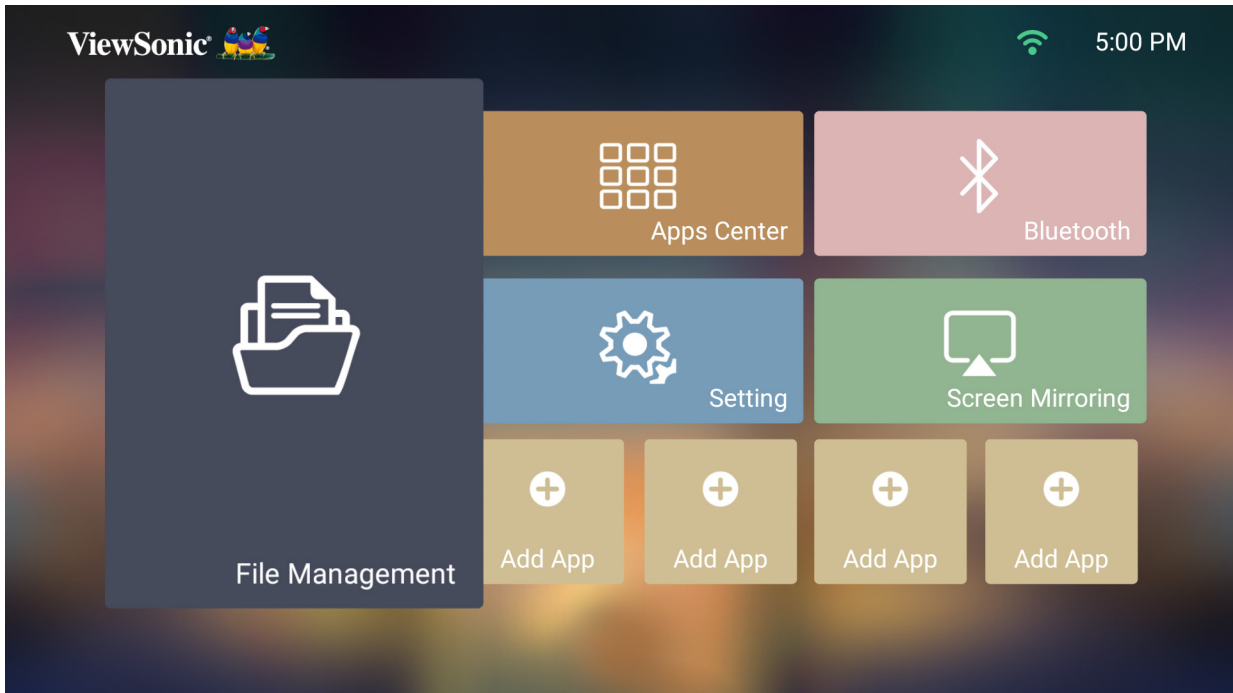 ViewSonic
5:00 PM
Apps Center
Bluetooth
Setting
Screen Mirroring
File Management
Add App
Add App
Add App
Add App